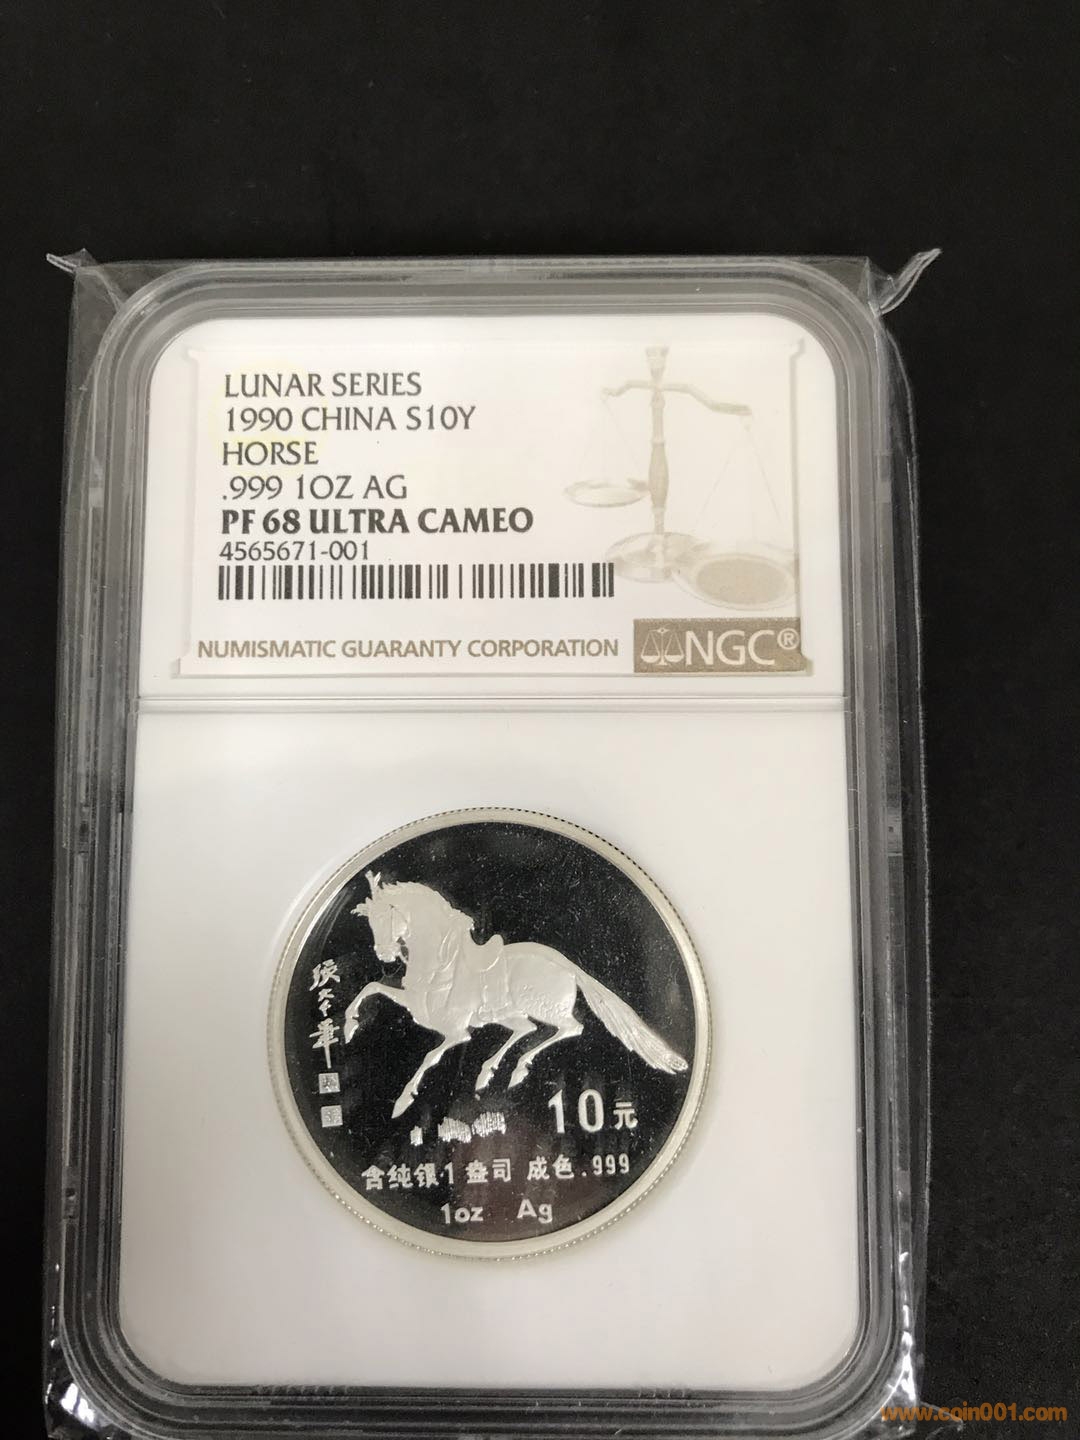 LUNAR SERIES
1990 CHINA S10Y
HORSE
.999 1OZ AG
PF 68 ULTRA CAMEO
4565671-001
NUMISMATIC GUARANTY CORPORATION
NGC®
10元
含纯银1盎司 成色.999
1oz Ag
www.coin001.com